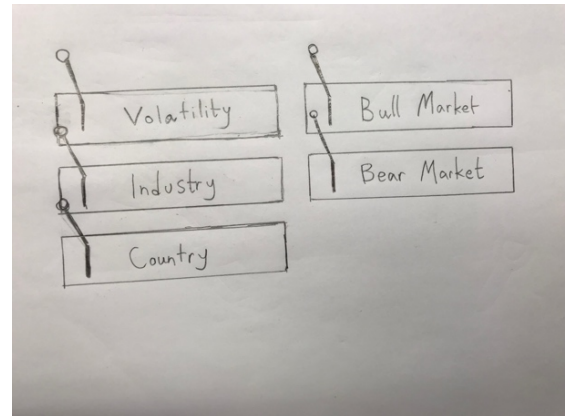 Volatility
Industry
Country
Bull Market
Bear Market